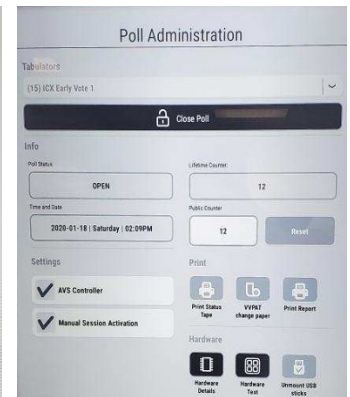 Poll Administration
Tabulators
(15) ICX Early Vote 1
Close Poll
Info
Poll Status
OPEN
Lifetime Counter:
12
Time and Date
2020-01-18 | Saturday | 02:09PM
Public Counter
12
Reset
Settings
AVS Controller
Manual Session Activation
Print
Print Status
Tape
VVPAT
change paper
Print Report
Hardware
Hardware
Details
Hardware
Test
Unmount USB
sticks